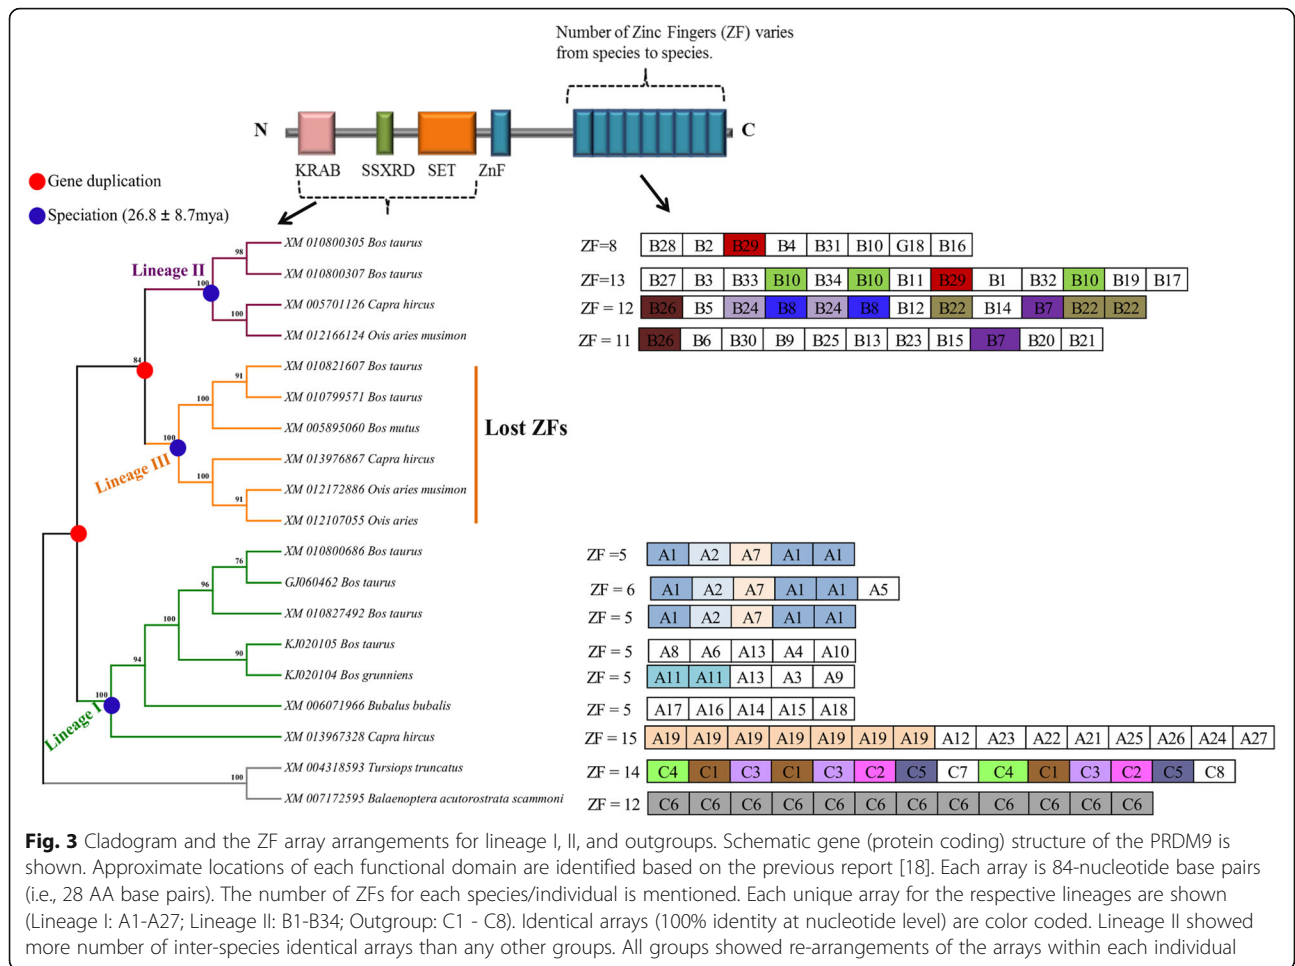 Number of Zinc Fingers (ZF) varies
from species to species.
N
C
KRAB SSXRD SET ZnF
Gene duplication
Speciation (26.8 ± 8.7mya)
98 XM 010800305 Bos taurus ZF=8 B28 B2 B29 B4 B31 B10 G18 B16
Lineage II
XM 010800307 Bos taurus ZF=13 B27 B3 B33 B10 B34 B10 B11 B29 B1 B32 B10 B19 B17
100
XM 005701126 Capra hircus ZF = 12 B26 B5 B24 B8 B24 B8 B12 B22 B14 B7 B22 B22
100
XM 012166124 Ovis aries musimon ZF = 11 B26 B6 B30 B9 B25 B13 B23 B15 B7 B20 B21
84
XM 010821607 Bos taurus
91
XM 010799571 Bos taurus
100
XM 005895060 Bos mutus
Lost ZFs
100
Lineage III
XM 013976867 Capra hircus
100
XM 012172886 Ovis aries musimon
91
XM 012107055 Ovis aries
XM 010800686 Bos taurus ZF =5 A1 A2 A7 A1 A1
76
GJ060462 Bos taurus ZF = 6 A1 A2 A7 A1 A1 A5
96
XM 010827492 Bos taurus ZF = 5 A1 A2 A7 A1 A1
100
KJ020105 Bos taurus ZF = 5 A8 A6 A13 A4 A10
90
KJ020104 Bos grunniens ZF = 5 A11 A11 A13 A3 A9
94
XM 006071966 Bubalus bubalis ZF = 5 A17 A16 A14 A15 A18
100
Lineage I
XM 013967328 Capra hircus ZF = 15 A19 A19 A19 A19 A19 A19 A19 A12 A23 A22 A21 A25 A26 A24 A27
XM 004318593 Tursiops truncatus ZF = 14 C4 C1 C3 C1 C3 C2 C5 C7 C4 C1 C3 C2 C5 C8
100
XM 007172595 Balaenoptera acutorostrata scammoni ZF = 12 C6 C6 C6 C6 C6 C6 C6 C6 C6 C6 C6 C6
Fig. 3 Cladogram and the ZF array arrangements for lineage I, II, and outgroups. Schematic gene (protein coding) structure of the PRDM9 is
shown. Approximate locations of each functional domain are identified based on the previous report [18]. Each array is 84-nucleotide base pairs
(i.e., 28 AA base pairs). The number of ZFs for each species/individual is mentioned. Each unique array for the respective lineages are shown
(Lineage I: A1-A27; Lineage II: B1-B34; Outgroup: C1 - C8). Identical arrays (100% identity at nucleotide level) are color coded. Lineage II showed
more number of inter-species identical arrays than any other groups. All groups showed re-arrangements of the arrays within each individual